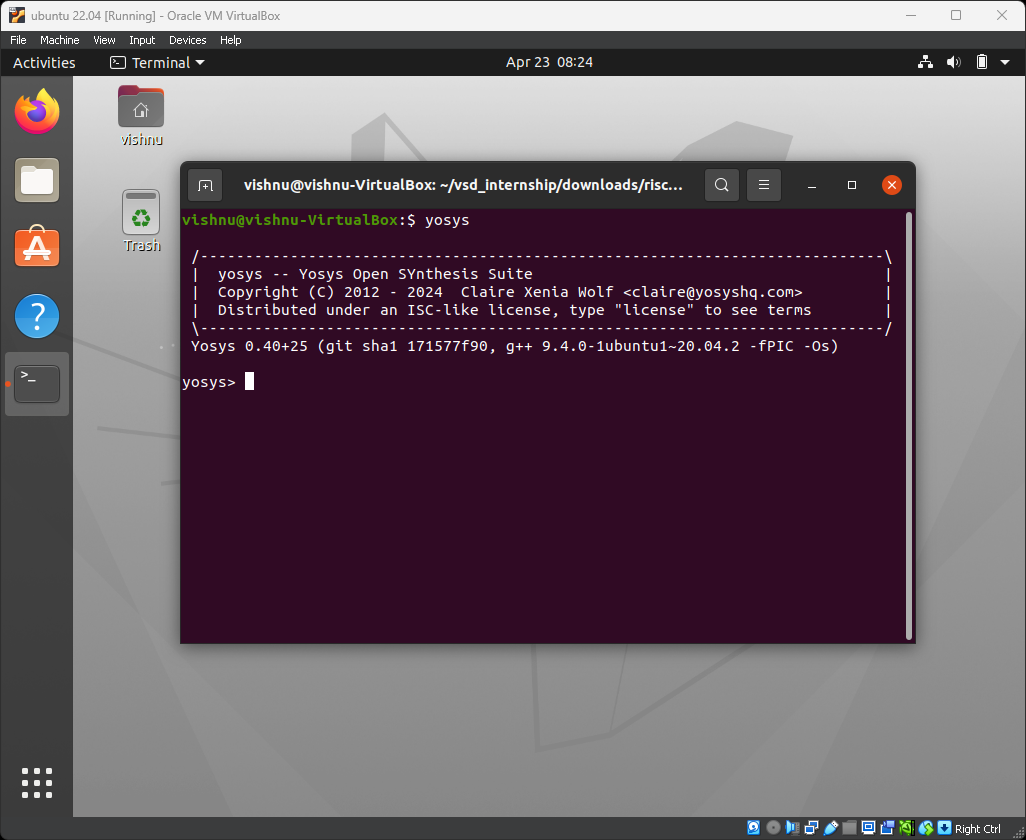 ubuntu 22.04 [Running] - Oracle VM VirtualBox
File Machine View Input Devices Help
Activities Terminal Apr 23 08:24
vishnu
Trash
vishnu@vishnu-VirtualBox: ~/vsd_internship/downloads/risc...
vishnu@vishnu-VirtualBox:$ yosys
/----------------------------------------------------------------------------\
| yosys -- Yosys Open SYnthesis Suite |
| Copyright (C) 2012 - 2024 Claire Xenia Wolf <claire@yosyshq.com> |
| Distributed under an ISC-like license, type "license" to see terms |
\----------------------------------------------------------------------------/
Yosys 0.40+25 (git sha1 171577f90, g++ 9.4.0-1ubuntu1~20.04.2 -fPIC -Os)
yosys>
Right Ctrl